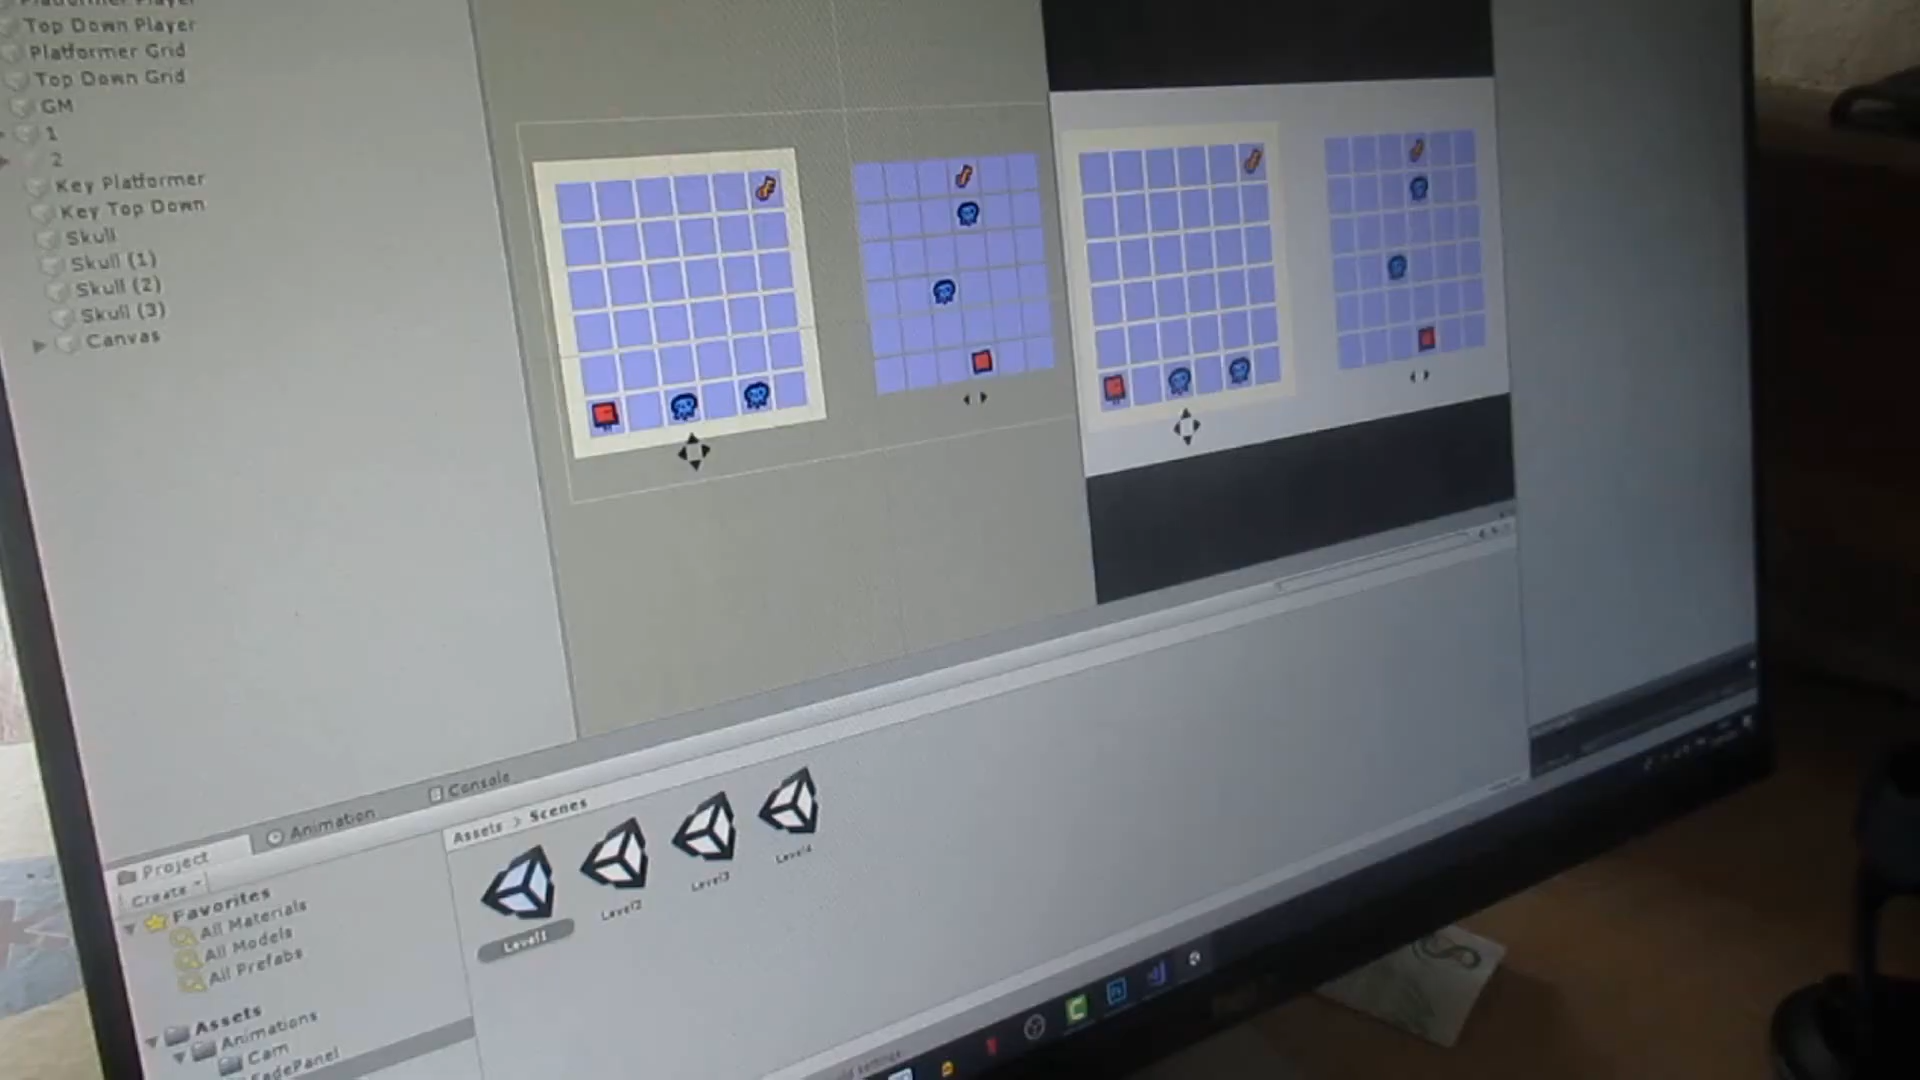 Platformer Player
Top Down Player
Platformer Grid
Top Down Grid
GM
1
2
Key Platformer
Key Top Down
Skull
Skull (1)
Skull (2)
Skull (3)
Canvas
Project
Animation
Console
Create
Assets > Scenes
Favorites
All Materials
All Models
All Prefabs
Assets
Animations
Cam
FadePanel
Level1
Level2
Level3
Level4